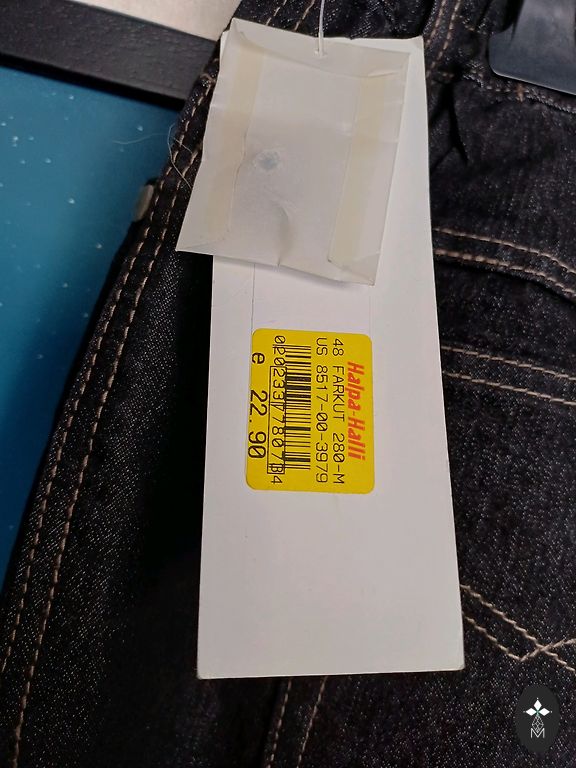 Halpa-Halli
48 FARKUT 280-M
US 8517-00-3979
e 22.90
M